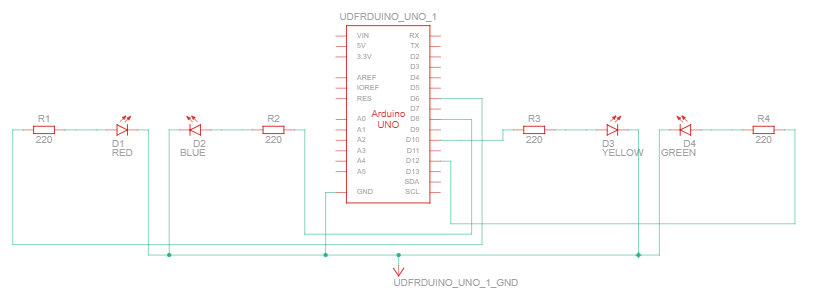 UDFRDUINO_UNO_1
VIN
5V
3.3V
AREF
IOREF
RES
A0
A1
A2
A3
A4
A5
GND
Arduino
UNO
RX
TX
D2
D3
D4
D5
D6
D7
D8
D9
D10
D11
D12
D13
SDA
SCL
R1
220
D1
RED
D2
BLUE
R2
220
R3
220
D3
YELLOW
D4
GREEN
R4
220
UDFRDUINO_UNO_1_GND